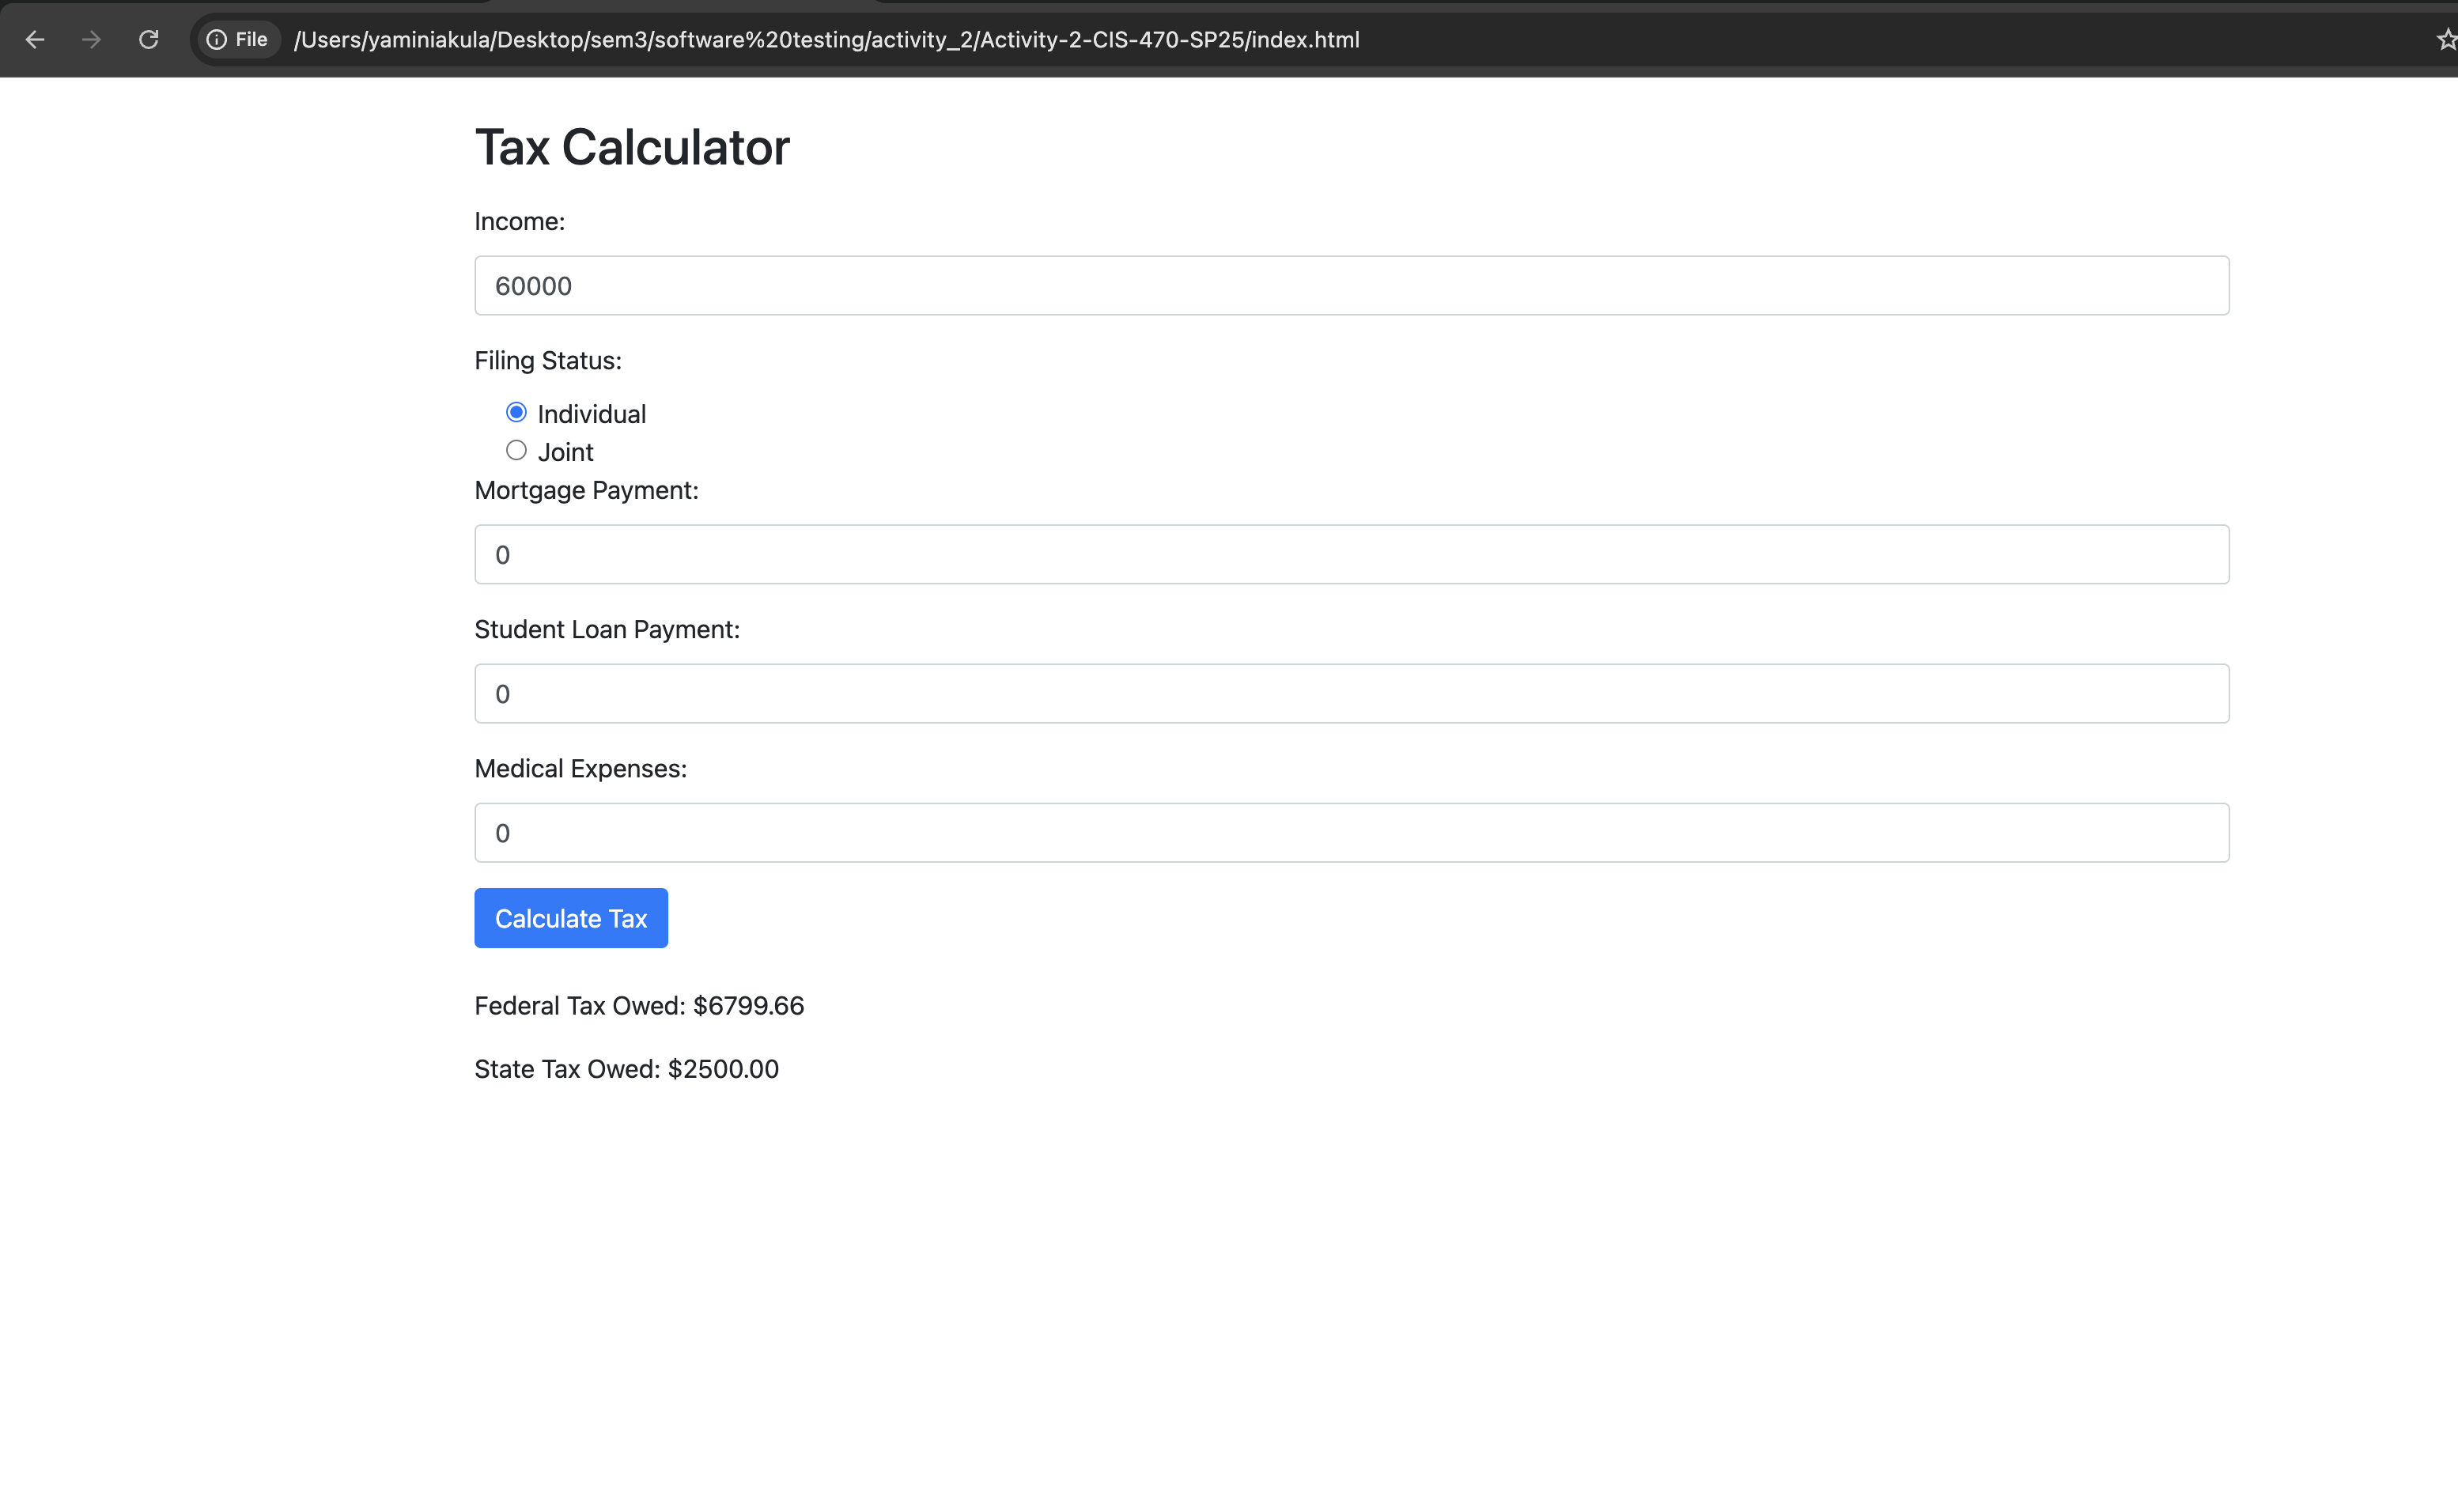 File /Users/yaminiakula/Desktop/sem3/software%20testing/activity_2/Activity-2-CIS-470-SP25/index.html
Tax Calculator
Income:
60000
Filing Status:
Individual
Joint
Mortgage Payment:
0
Student Loan Payment:
0
Medical Expenses:
0
Calculate Tax
Federal Tax Owed: $6799.66
State Tax Owed: $2500.00